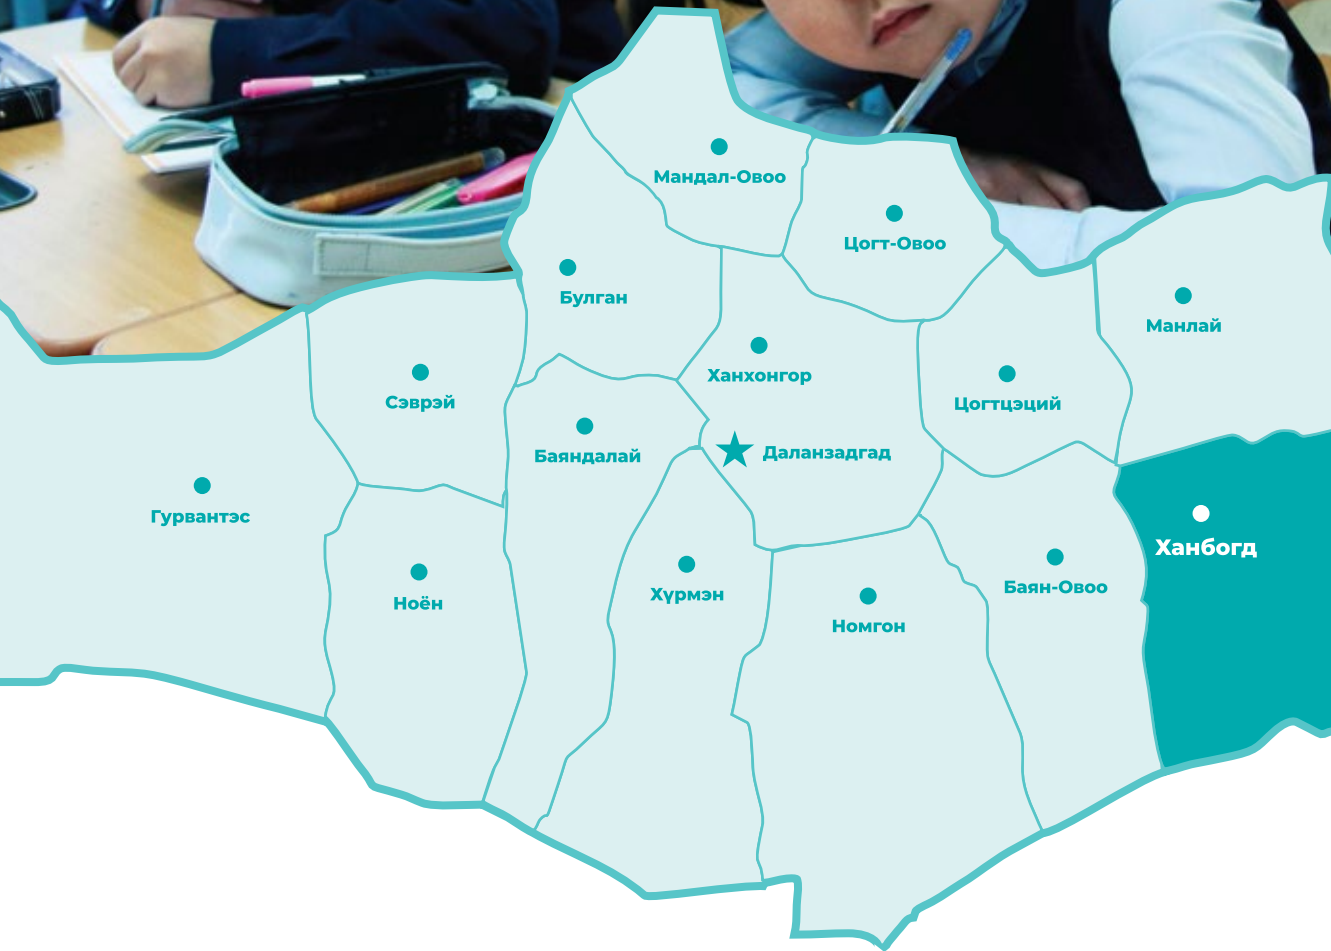 Мандал-Овоо
Цогт-Овоо
Булган
Манлай
Ханхонгор
Сэврэй
Цогтцэций
Баяндалай
Даланзадгад
Гурвантэс
Ханбогд
Ноён
Хүрмэн
Баян-Овоо
Номгон